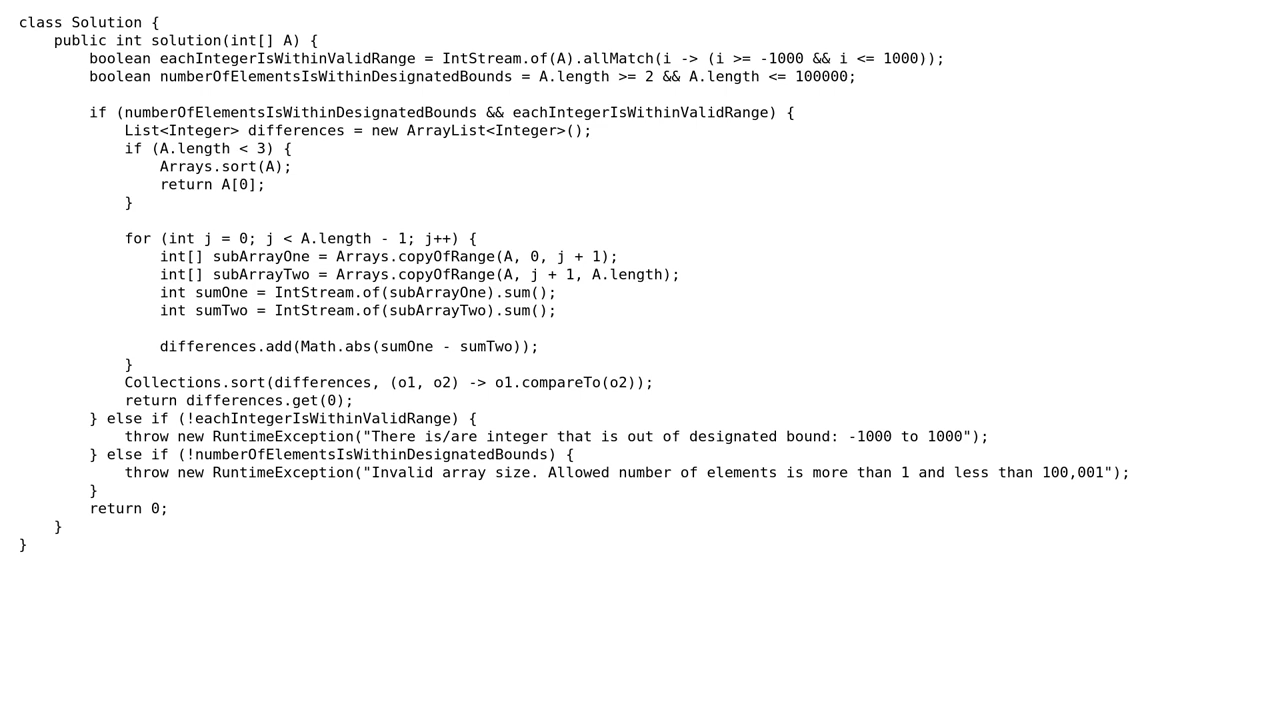 class Solution {
    public int solution(int[] A) {
        boolean eachIntegerIsWithinValidRange = IntStream.of(A).allMatch(i -> (i >= -1000 && i <= 1000));
        boolean numberOfElementsIsWithinDesignatedBounds = A.length >= 2 && A.length <= 100000;

        if (numberOfElementsIsWithinDesignatedBounds && eachIntegerIsWithinValidRange) {
            List<Integer> differences = new ArrayList<Integer>();
            if (A.length < 3) {
                Arrays.sort(A);
                return A[0];
            }

            for (int j = 0; j < A.length - 1; j++) {
                int[] subArrayOne = Arrays.copyOfRange(A, 0, j + 1);
                int[] subArrayTwo = Arrays.copyOfRange(A, j + 1, A.length);
                int sumOne = IntStream.of(subArrayOne).sum();
                int sumTwo = IntStream.of(subArrayTwo).sum();

                differences.add(Math.abs(sumOne - sumTwo));
            }
            Collections.sort(differences, (o1, o2) -> o1.compareTo(o2));
            return differences.get(0);
        } else if (!eachIntegerIsWithinValidRange) {
            throw new RuntimeException("There is/are integer that is out of designated bound: -1000 to 1000");
        } else if (!numberOfElementsIsWithinDesignatedBounds) {
            throw new RuntimeException("Invalid array size. Allowed number of elements is more than 1 and less than 100,001");
        }
        return 0;
    }
}